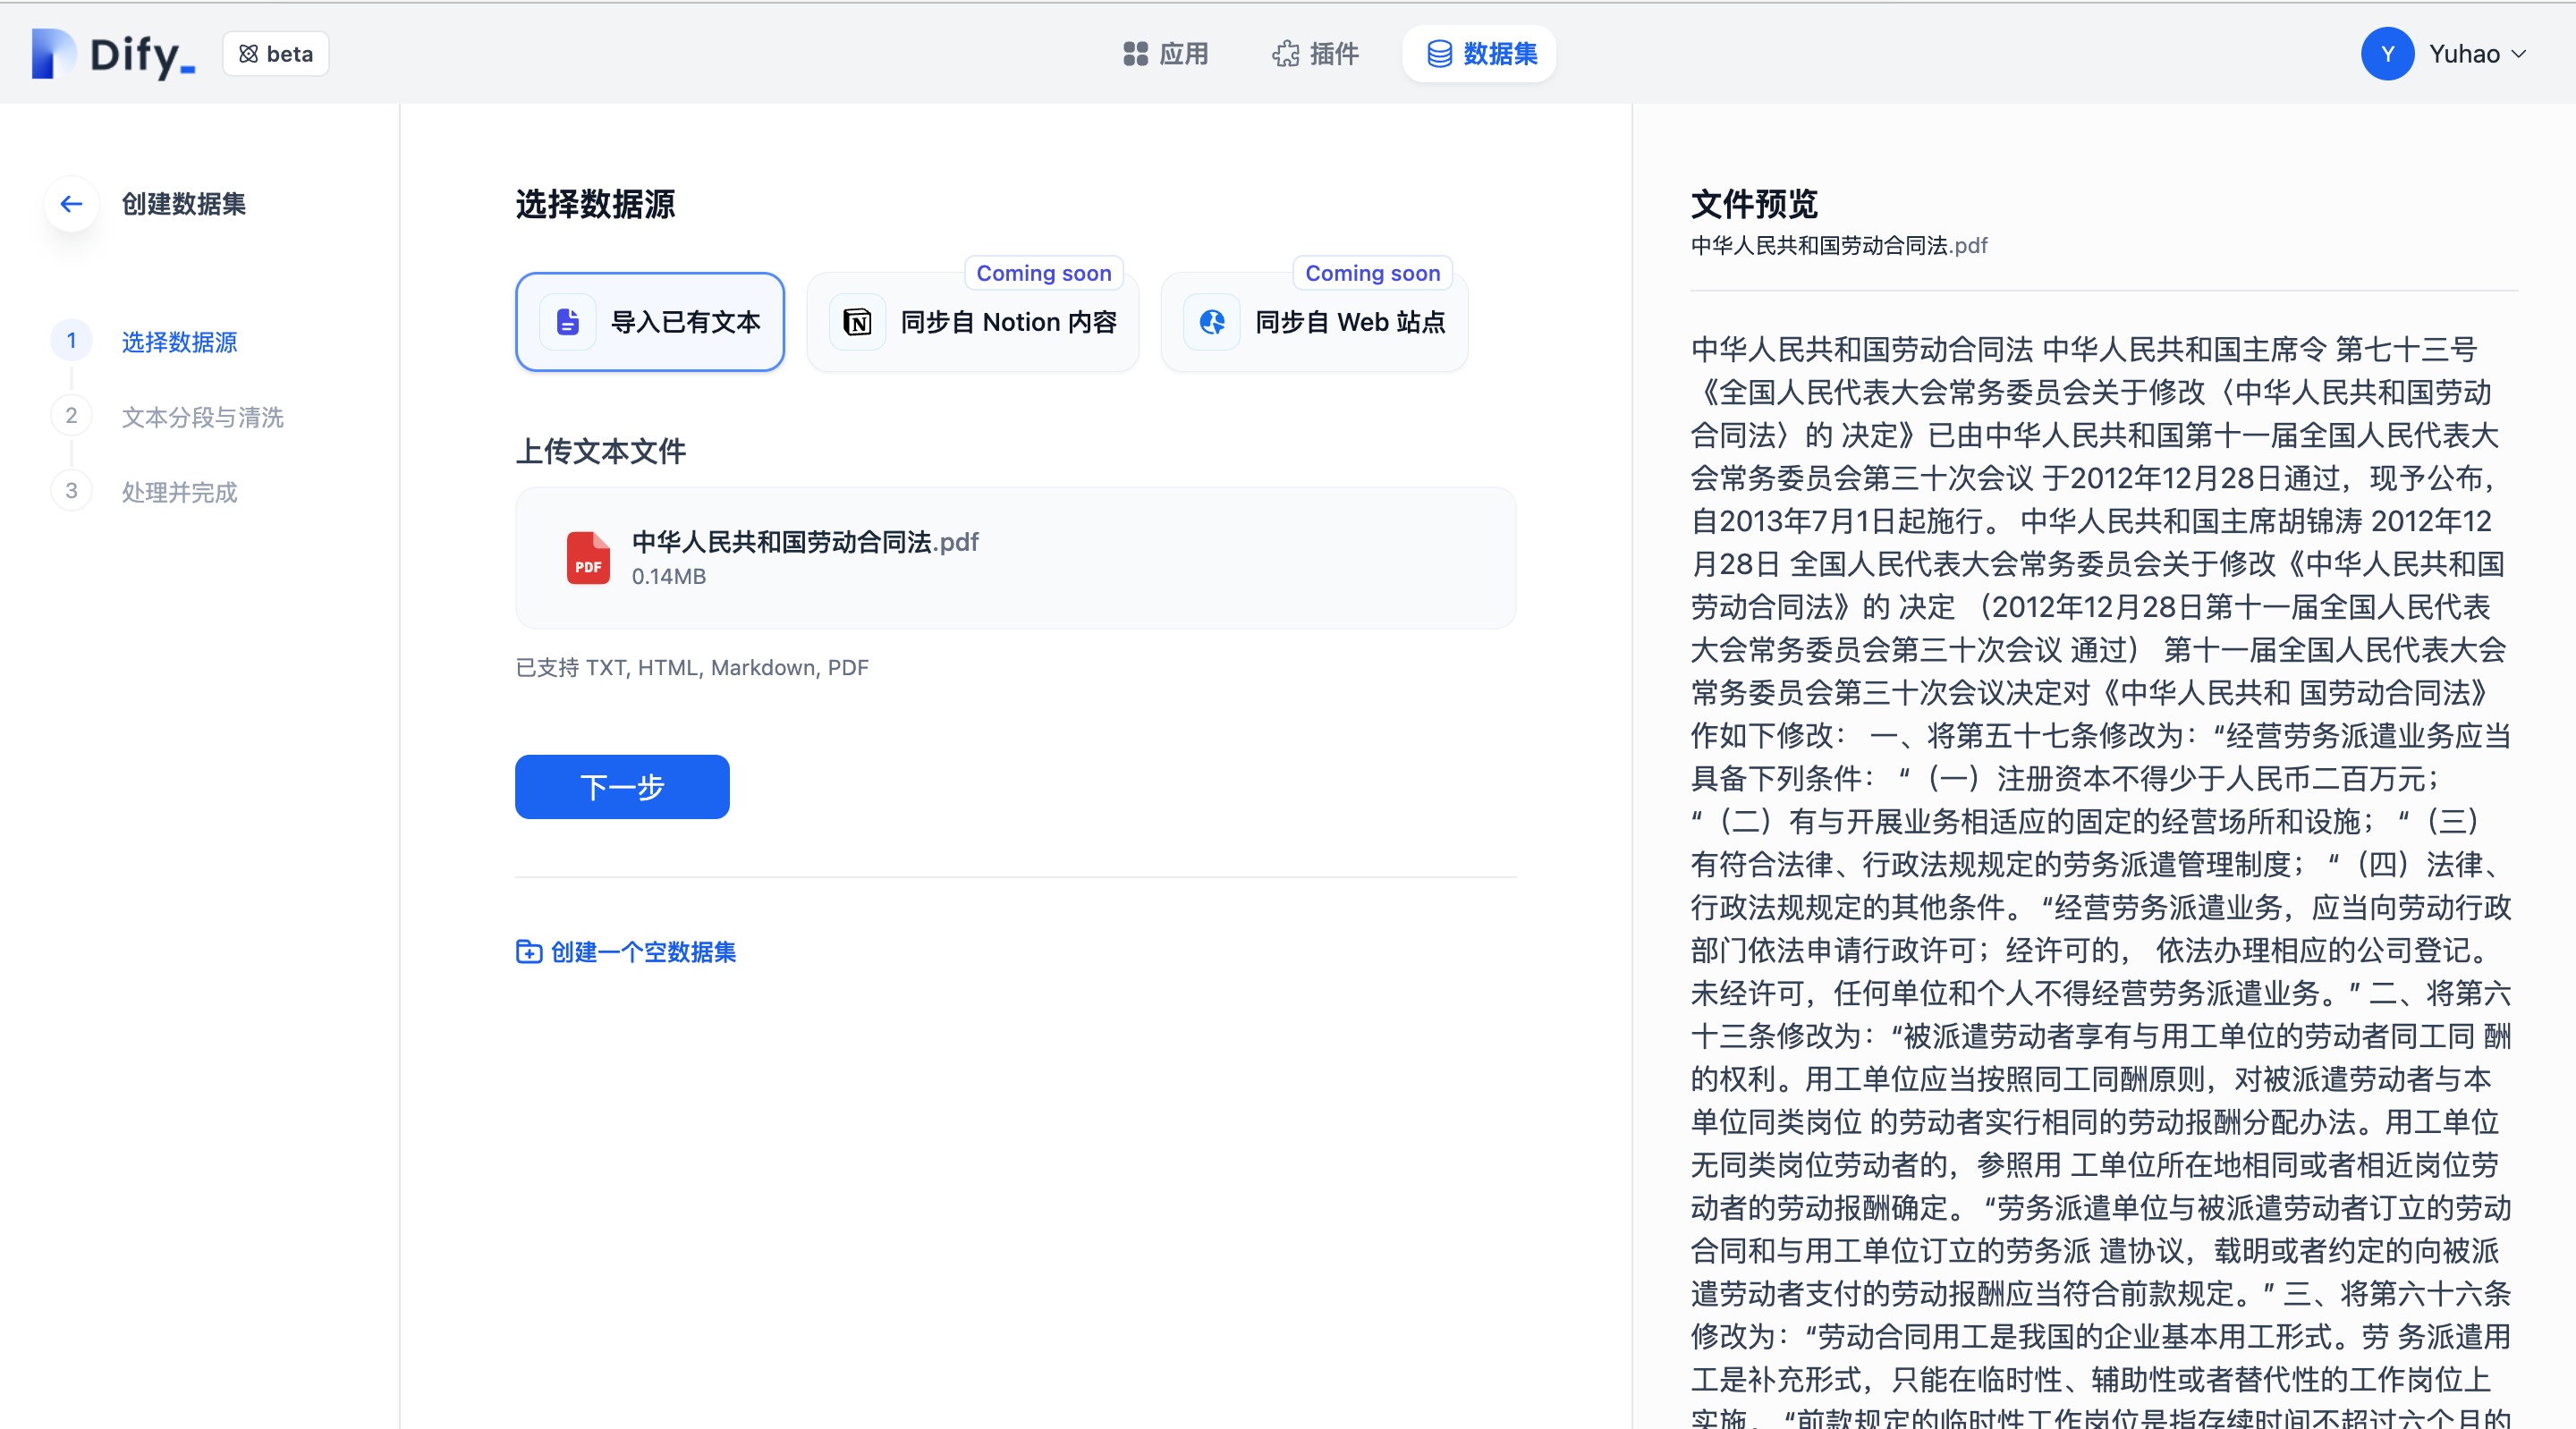 Dify_
beta
应用
插件
数据集
Y
Yuhao
创建数据集
1
选择数据源
2
文本分段与清洗
3
处理并完成
选择数据源
导入已有文本
Coming soon
同步自 Notion 内容
Coming soon
同步自 Web 站点
上传文本文件
PDF
中华人民共和国劳动合同法.pdf
0.14MB
已支持 TXT, HTML, Markdown, PDF
下一步
创建一个空数据集
文件预览
中华人民共和国劳动合同法.pdf
中华人民共和国劳动合同法 中华人民共和国主席令 第七十三号
《全国人民代表大会常务委员会关于修改〈中华人民共和国劳动
合同法〉的 决定》已由中华人民共和国第十一届全国人民代表大
会常务委员会第三十次会议 于2012年12月28日通过，现予公布，
自2013年7月1日起施行。 中华人民共和国主席胡锦涛 2012年12
月28日 全国人民代表大会常务委员会关于修改《中华人民共和国
劳动合同法》的 决定 （2012年12月28日第十一届全国人民代表
大会常务委员会第三十次会议 通过） 第十一届全国人民代表大会
常务委员会第三十次会议决定对《中华人民共和 国劳动合同法》
作如下修改： 一、将第五十七条修改为：“经营劳务派遣业务应当
具备下列条件： “（一）注册资本不得少于人民币二百万元；
“（二）有与开展业务相适应的固定的经营场所和设施； “（三）
有符合法律、行政法规规定的劳务派遣管理制度； “（四）法律、
行政法规规定的其他条件。 “经营劳务派遣业务，应当向劳动行政
部门依法申请行政许可；经许可的， 依法办理相应的公司登记。
未经许可，任何单位和个人不得经营劳务派遣业务。” 二、将第六
十三条修改为：“被派遣劳动者享有与用工单位的劳动者同工同 酬
的权利。用工单位应当按照同工同酬原则，对被派遣劳动者与本
单位同类岗位 的劳动者实行相同的劳动报酬分配办法。用工单位
无同类岗位劳动者的，参照用 工单位所在地相同或者相近岗位劳
动者的劳动报酬确定。 “劳务派遣单位与被派遣劳动者订立的劳动
合同和与用工单位订立的劳务派 遣协议，载明或者约定的向被派
遣劳动者支付的劳动报酬应当符合前款规定。” 三、将第六十六条
修改为：“劳动合同用工是我国的企业基本用工形式。劳 务派遣用
工是补充形式，只能在临时性、辅助性或者替代性的工作岗位上
实施。 “前款规定的临时性工作岗位是指存续时间不超过六个月的